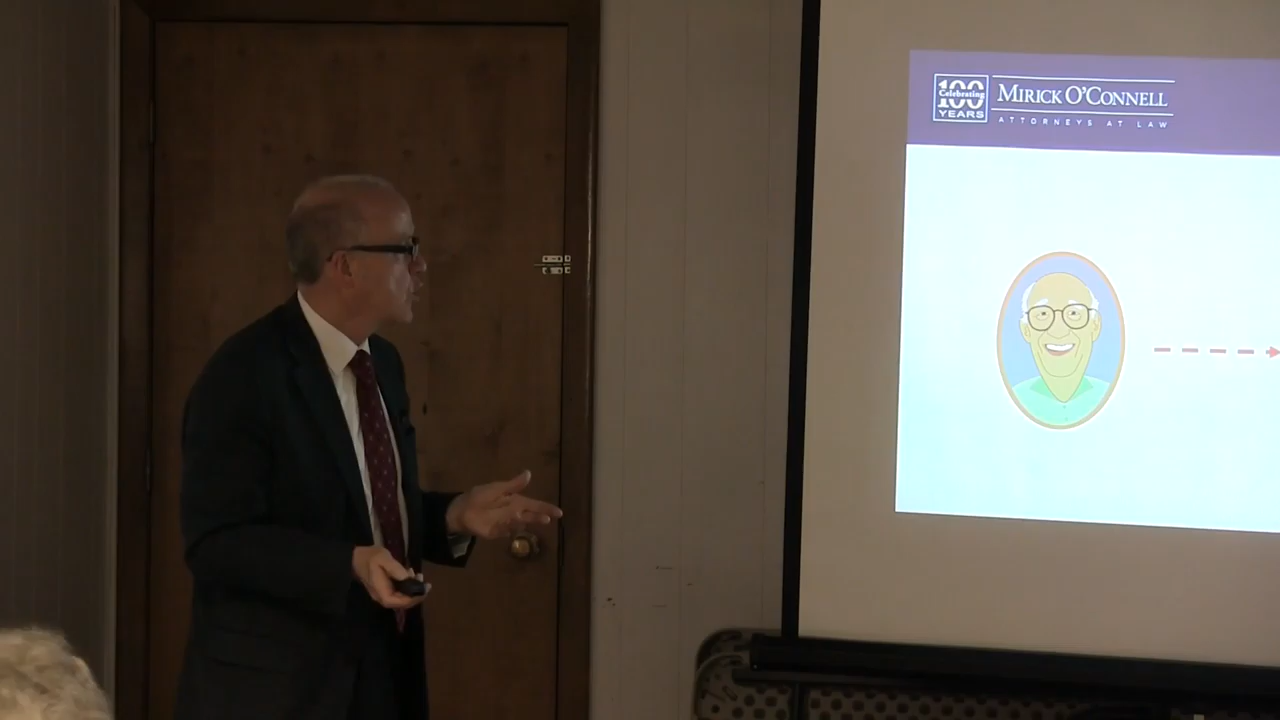 Celebrating
100
YEARS
MIRICK O'CONNELL
ATTORNEYS AT LAW